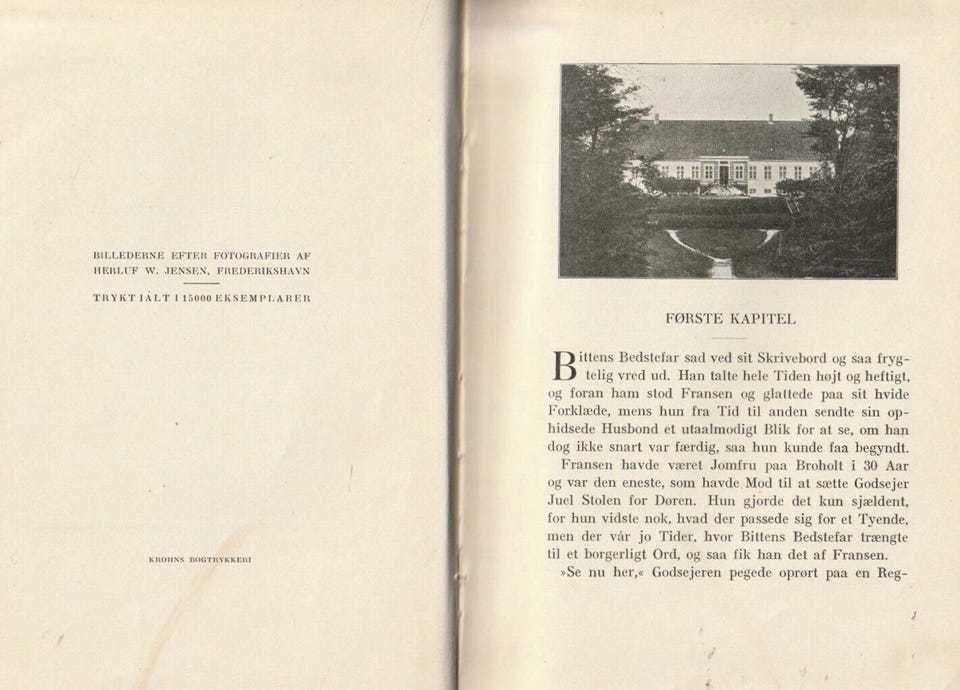 BILLEDERNE EFTER FOTOGRAFIER AF
HERLUF W. JENSEN, FREDERIKSHAVN
TRYKT IALT I 15000 EKSEMPLARER
KROHNS BOGTRYKKERI
FØRSTE KAPITEL
Bittens Bedstefar sad ved sit Skrivebord og saa fryg-
telig vred ud. Han talte hele Tiden højt og heftigt,
og foran ham stod Fransen og glattede paa sit hvide
Forklæde, mens hun fra Tid til anden sendte sin op-
hidsede Husbond et utaalmodigt Blik for at se, om han
dog ikke snart var færdig, saa hun kunde faa begyndt.
Fransen havde været Jomfru paa Broholt i 30 Aar
og var den eneste, som havde Mod til at sætte Godsejer
Juel Stolen for Døren. Hun gjorde det kun sjældent,
for hun vidste nok, hvad der passede sig for et Tyende,
men der var jo Tider, hvor Bittens Bedstefar trængte
til et borgerligt Ord, og saa fik han det af Fransen.
»Se nu her,« Godsejeren pegede oprørt paa en Reg-